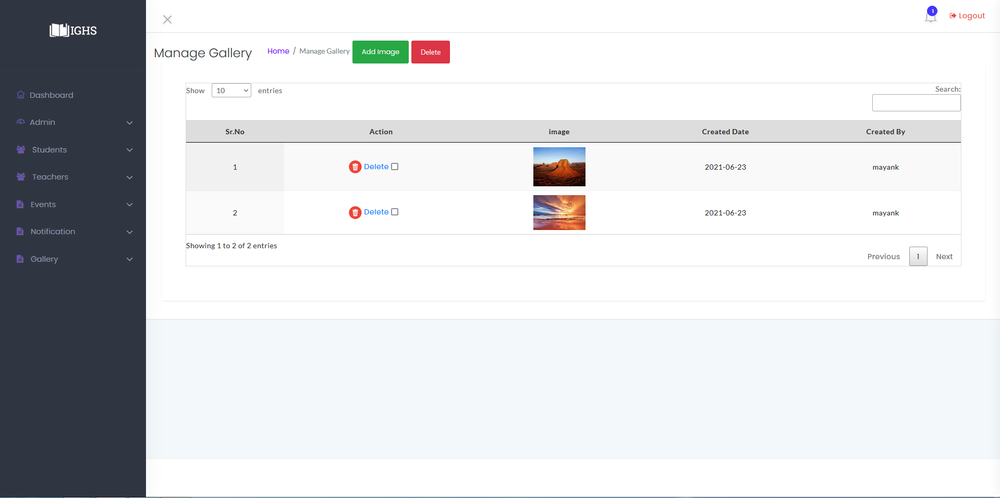 IGHS
1
Logout
Manage Gallery
Home / Manage Gallery
Add Image
Delete
Dashboard
Admin
Students
Teachers
Events
Notification
Gallery
Show 10 entries
Search:
Sr.No Action image Created Date Created By
1 Delete 2021-06-23 mayank
2 Delete 2021-06-23 mayank
Showing 1 to 2 of 2 entries
Previous 1 Next